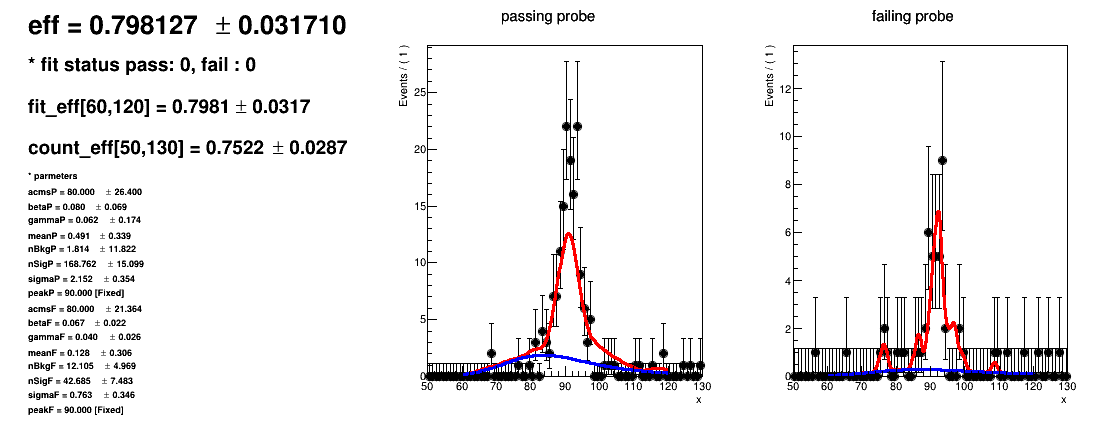 eff = 0.798127 ± 0.031710
* fit status pass: 0, fail : 0
fit_eff[60,120] = 0.7981 ± 0.0317
count_eff[50,130] = 0.7522 ± 0.0287
* parmeters
acmsP = 80.000 ± 26.400
betaP = 0.080 ± 0.069
gammaP = 0.062 ± 0.174
meanP = 0.491 ± 0.339
nBkgP = 1.814 ± 11.822
nSigP = 168.762 ± 15.099
sigmaP = 2.152 ± 0.354
peakP = 90.000 [Fixed]
acmsF = 80.000 ± 21.364
betaF = 0.067 ± 0.022
gammaF = 0.040 ± 0.026
meanF = 0.128 ± 0.306
nBkgF = 12.105 ± 4.969
nSigF = 42.685 ± 7.483
sigmaF = 0.763 ± 0.346
peakF = 90.000 [Fixed]
passing probe
Events / ( 1 )
25
20
15
10
5
0
50 60 70 80 90 100 110 120 130
x
failing probe
Events / ( 1 )
12
10
8
6
4
2
0
50 60 70 80 90 100 110 120 130
x